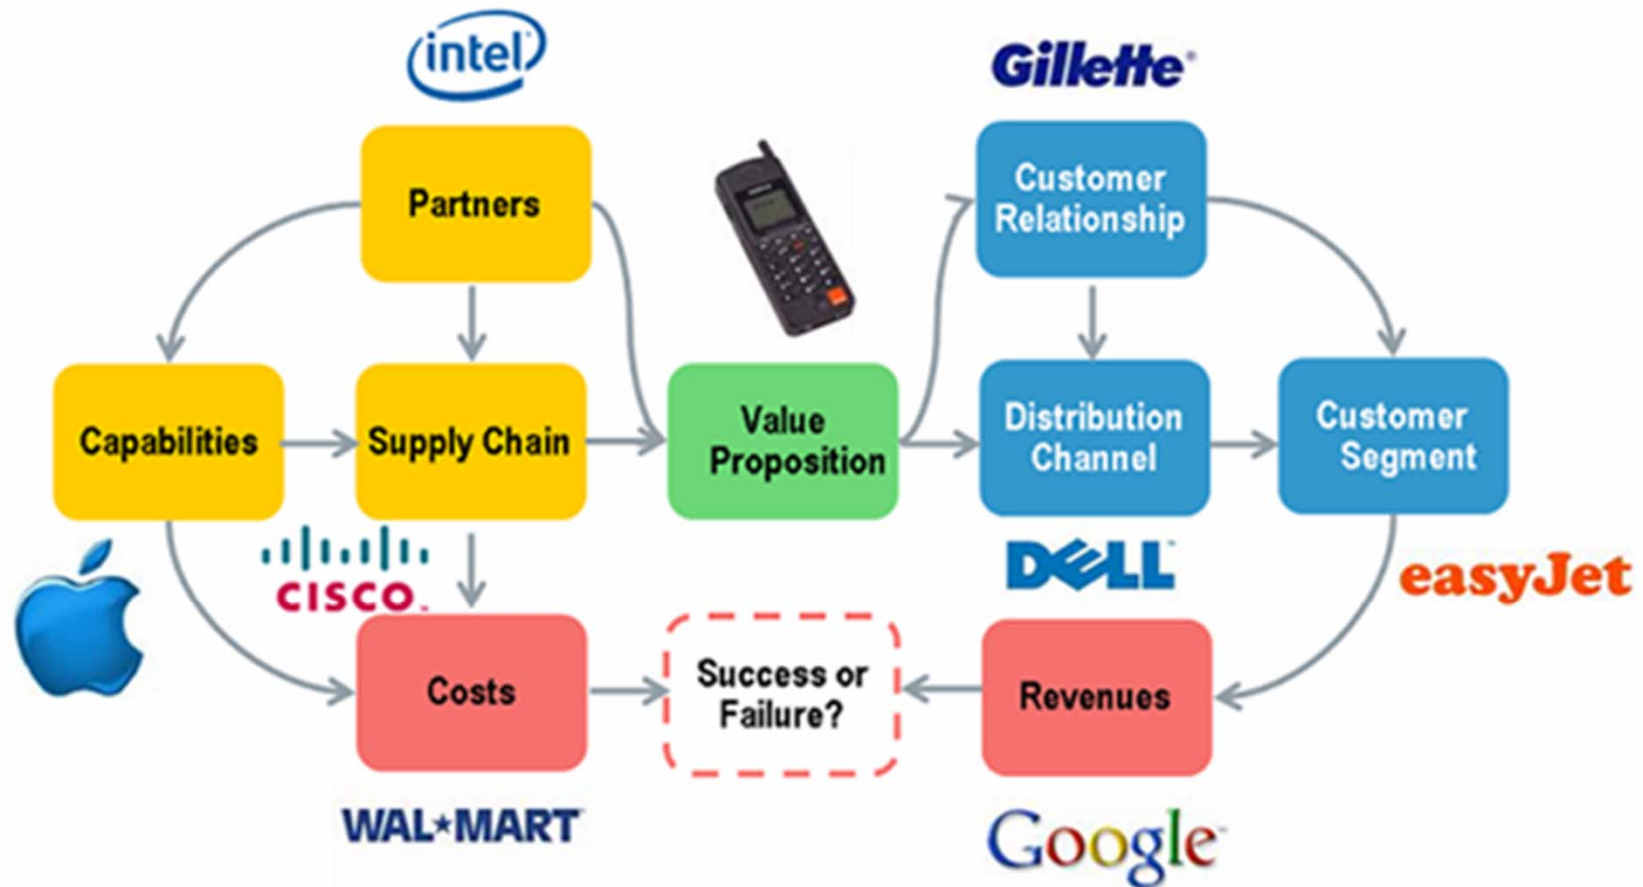 intel
Gillette®
Partners
Customer
Relationship
Capabilities
Supply Chain
Value
Proposition
Distribution
Channel
Customer
Segment
CISCO
DELL
easyJet
Costs
Success or
Failure?
Revenues
WAL★MART
Google